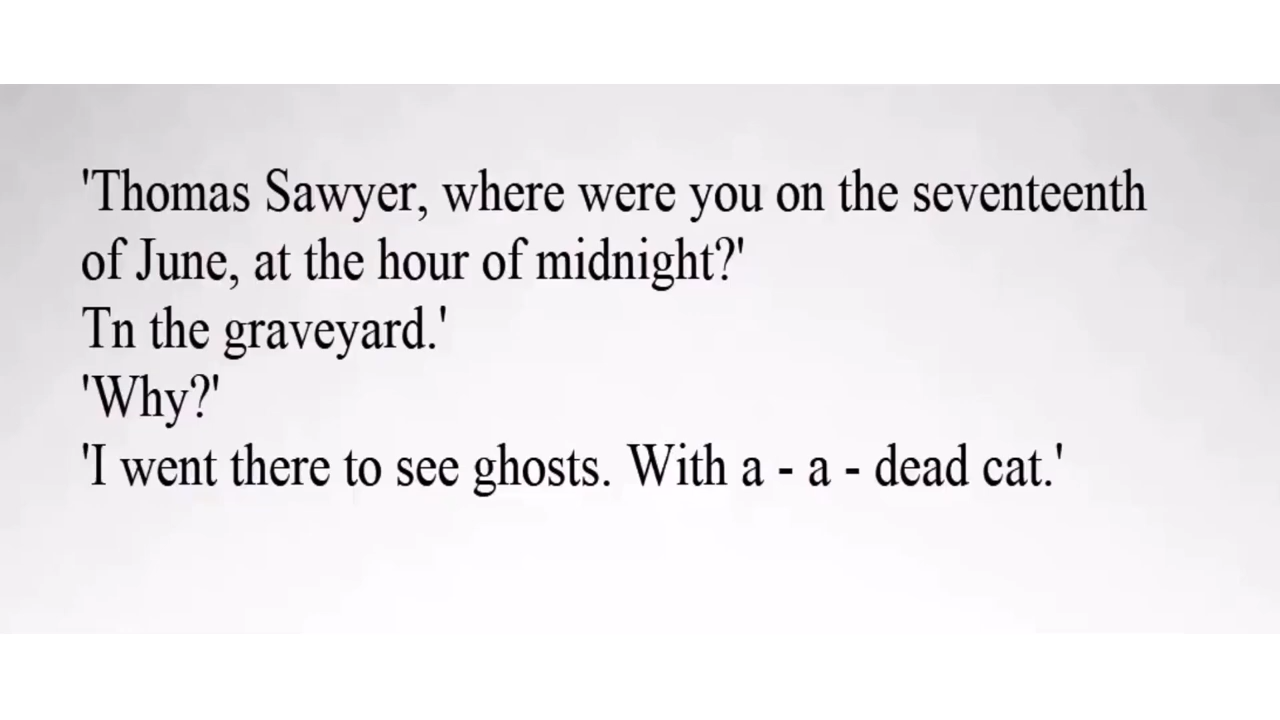 'Thomas Sawyer, where were you on the seventeenth
of June, at the hour of midnight?'
Tn the graveyard.'
'Why?'
'I went there to see ghosts. With a - a - dead cat.'